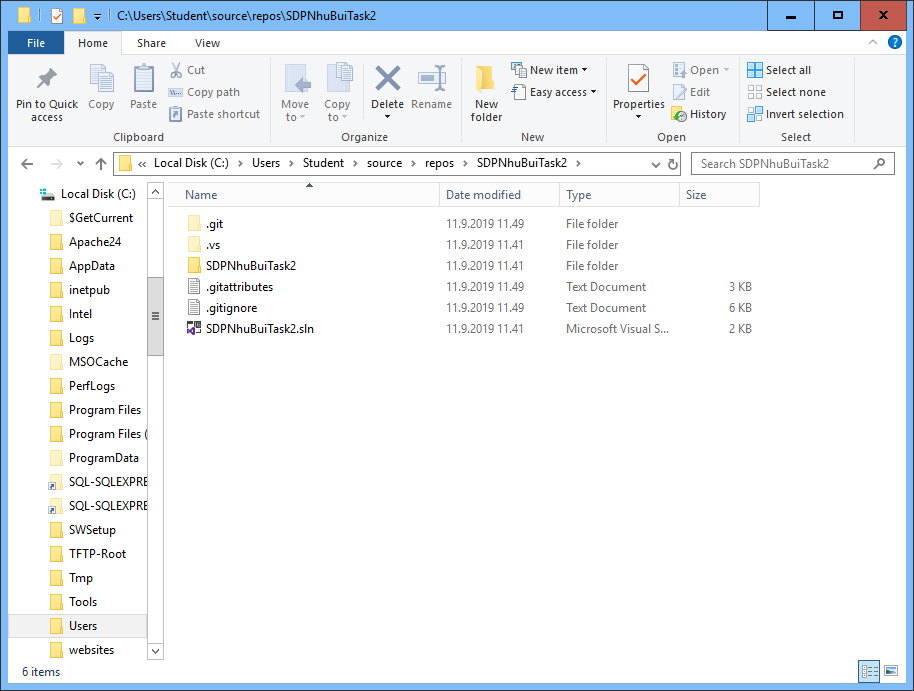 C:\Users\Student\source\repos\SDPNhuBuiTask2
File Home Share View
Pin to Quick access
Copy
Paste
Cut
Copy path
Paste shortcut
Clipboard
Move to
Copy to
Delete
Rename
Organize
New folder
New item
Easy access
New
Properties
Open
Edit
History
Open
Select all
Select none
Invert selection
Select
« Local Disk (C:) > Users > Student > source > repos > SDPNhuBuiTask2 >
Search SDPNhuBuiTask2
Local Disk (C:)
$GetCurrent
Apache24
AppData
inetpub
Intel
Logs
MSOCache
PerfLogs
Program Files
Program Files (
ProgramData
SQL-SQLEXPRE
SQL-SQLEXPRE
SWSetup
TFTP-Root
Tmp
Tools
Users
websites
Name Date modified Type Size
.git 11.9.2019 11.49 File folder
.vs 11.9.2019 11.41 File folder
SDPNhuBuiTask2 11.9.2019 11.41 File folder
.gitattributes 11.9.2019 11.49 Text Document 3 KB
.gitignore 11.9.2019 11.49 Text Document 6 KB
SDPNhuBuiTask2.sln 11.9.2019 11.41 Microsoft Visual S... 2 KB
6 items